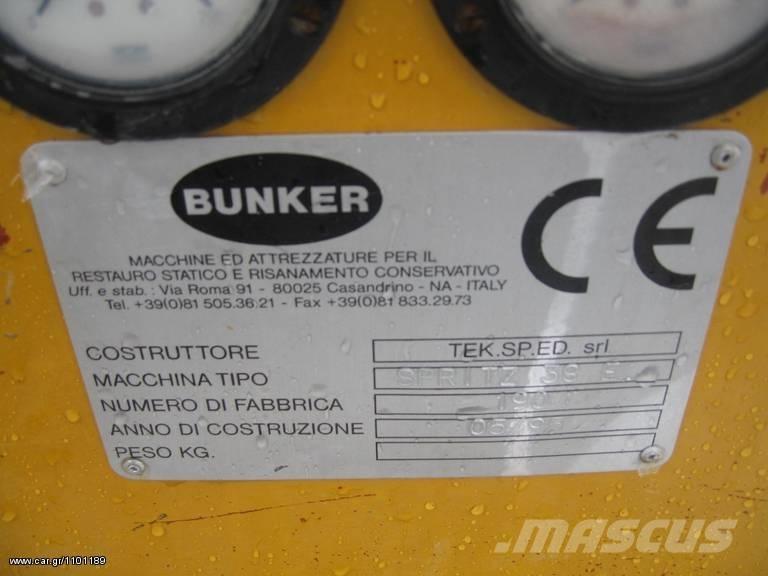 BUNKER
CE
MACCHINE ED ATTREZZATURE PER IL
RESTAURO STATICO E RISANAMENTO CONSERVATIVO
Uff. e stab.: Via Roma 91 - 80025 Casandrino - NA - ITALY
Tel. +39(0)81 505.36.21 - Fax +39(0)81 833.29.73
COSTRUTTORE TEK.SP.ED. srl
MACCHINA TIPO SPRITZ
NUMERO DI FABBRICA 190
ANNO DI COSTRUZIONE
PESO KG.
www.car.gr/1101189
MASCUS